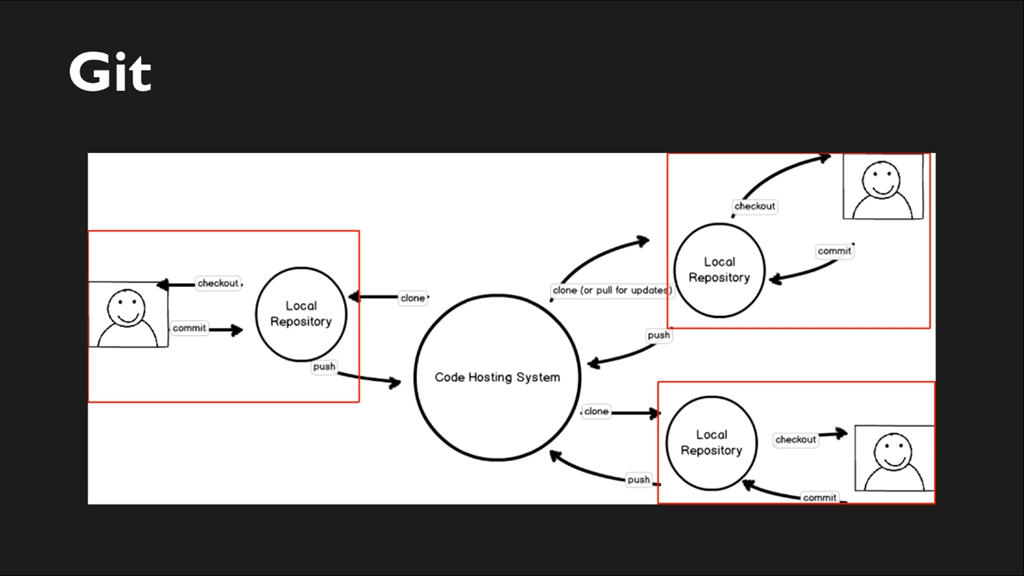 Git
checkout
commit
Local
Repository
push
clone
Code Hosting System
clone (or pull for updates)
push
checkout
Local
Repository
commit
clone
push
Local
Repository
checkout
commit